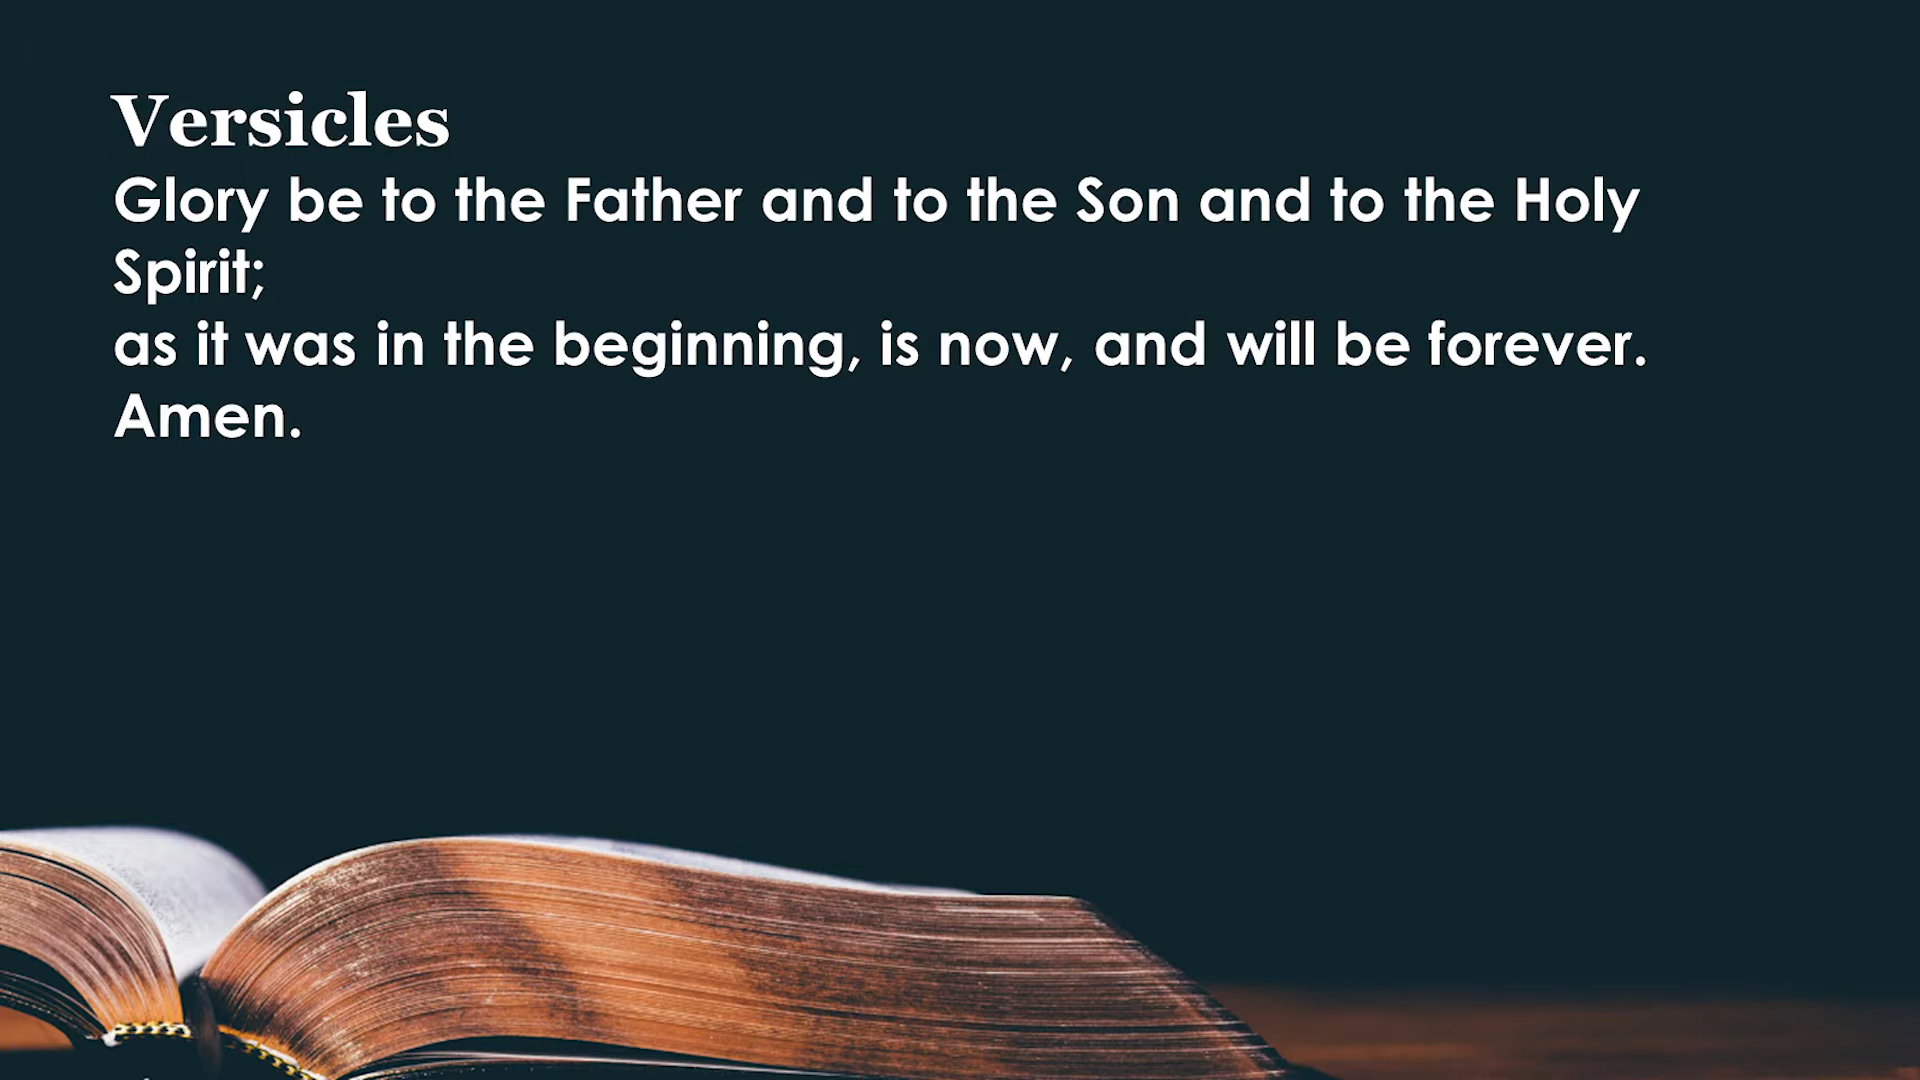 Versicles
Glory be to the Father and to the Son and to the Holy
Spirit;
as it was in the beginning, is now, and will be forever.
Amen.